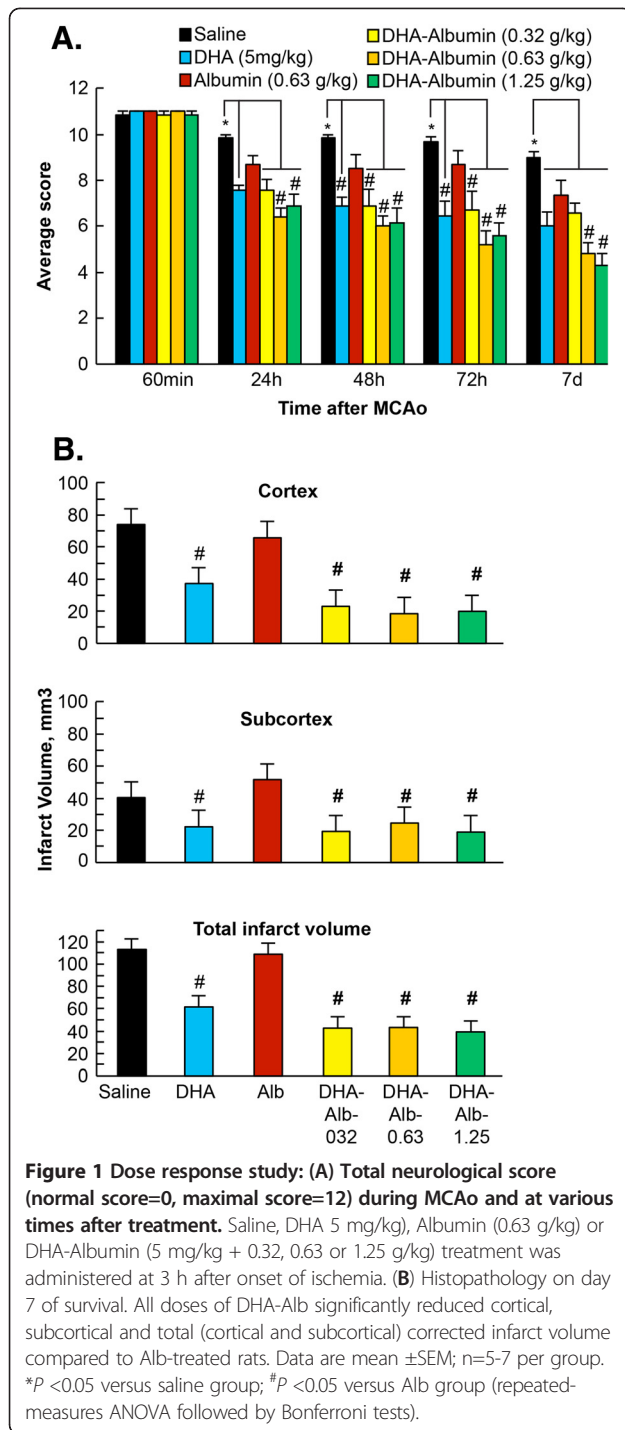 A.
Saline
DHA (5mg/kg)
Albumin (0.63 g/kg)
DHA-Albumin (0.32 g/kg)
DHA-Albumin (0.63 g/kg)
DHA-Albumin (1.25 g/kg)
Average score
12
10
8
6
4
2
0
* * * *
# # # # # # # # # # # # #
60min 24h 48h 72h 7d
Time after MCAo
B.
Cortex
100
80
60
40
20
0
# # # #
Subcortex
Infarct Volume, mm3
100
80
60
40
20
0
# # # #
Total infarct volume
120
100
80
60
40
20
0
# # # #
Saline DHA Alb DHA- DHA- DHA-
Alb- Alb-0.63 Alb-1.25
032
Figure 1 Dose response study: (A) Total neurological score
(normal score=0, maximal score=12) during MCAo and at various
times after treatment. Saline, DHA 5 mg/kg), Albumin (0.63 g/kg) or
DHA-Albumin (5 mg/kg + 0.32, 0.63 or 1.25 g/kg) treatment was
administered at 3 h after onset of ischemia. (B) Histopathology on day
7 of survival. All doses of DHA-Alb significantly reduced cortical,
subcortical and total (cortical and subcortical) corrected infarct volume
compared to Alb-treated rats. Data are mean ±SEM; n=5-7 per group.
*P <0.05 versus saline group; #P <0.05 versus Alb group (repeated-
measures ANOVA followed by Bonferroni tests).